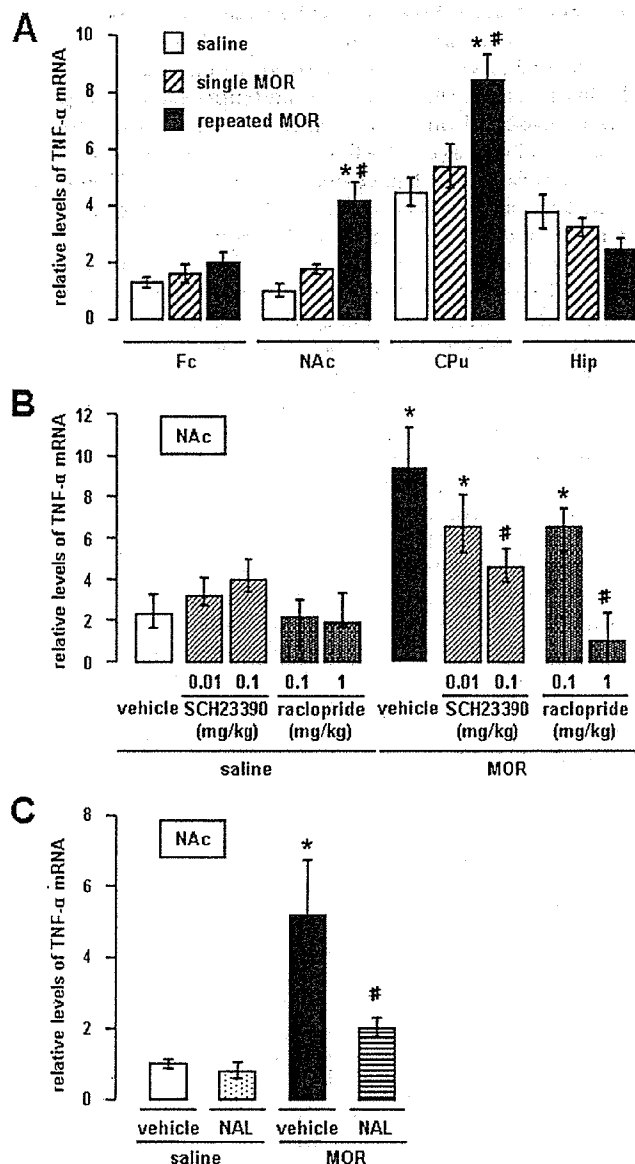 A
relative levels of TNF-α mRNA
10
8
6
4
2
0
saline
single MOR
repeated MOR
*#
*#
Fc NAc CPu Hip
B
relative levels of TNF-α mRNA
12
10
8
6
4
2
0
NAc
*
*
#
*
#
0.01 0.1 0.1 1 0.01 0.1 0.1 1
vehicle SCH23390 raclopride vehicle SCH23390 raclopride
(mg/kg) (mg/kg) (mg/kg) (mg/kg)
saline MOR
C
relative levels of TNF-α mRNA
8
6
4
2
0
NAc
*
#
vehicle NAL vehicle NAL
saline MOR